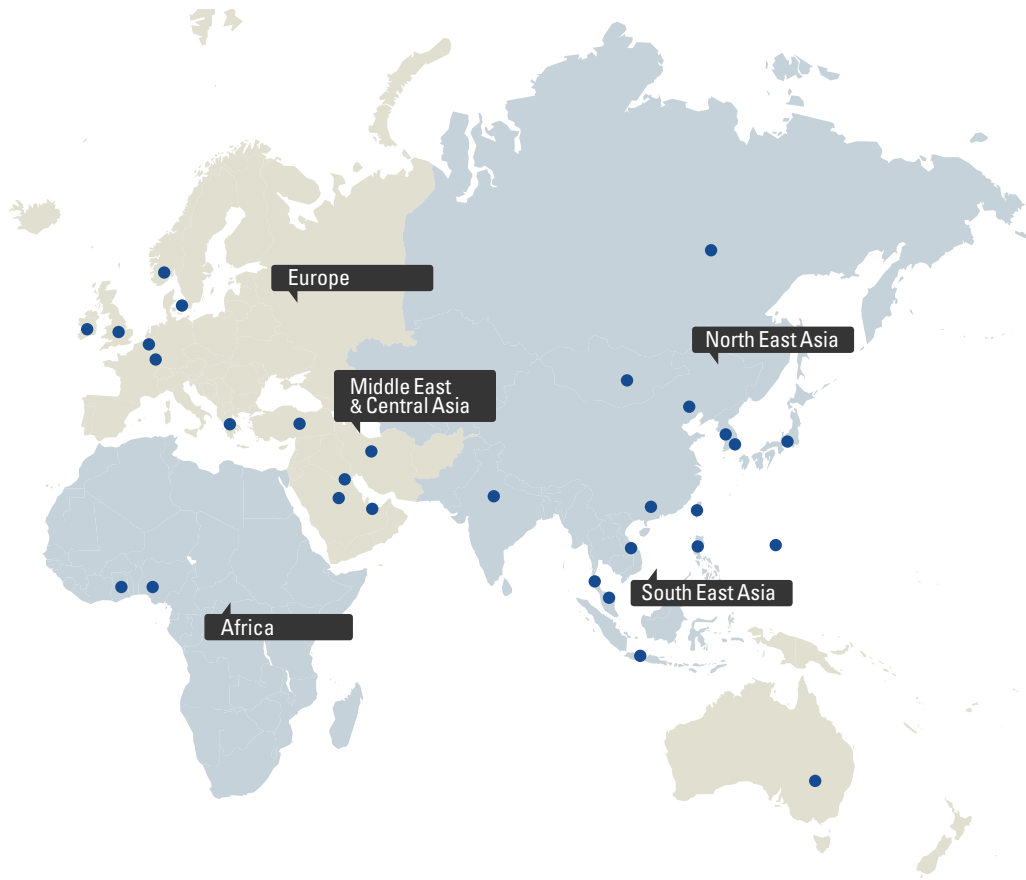 Europe
North East Asia
Middle East
& Central Asia
South East Asia
Africa